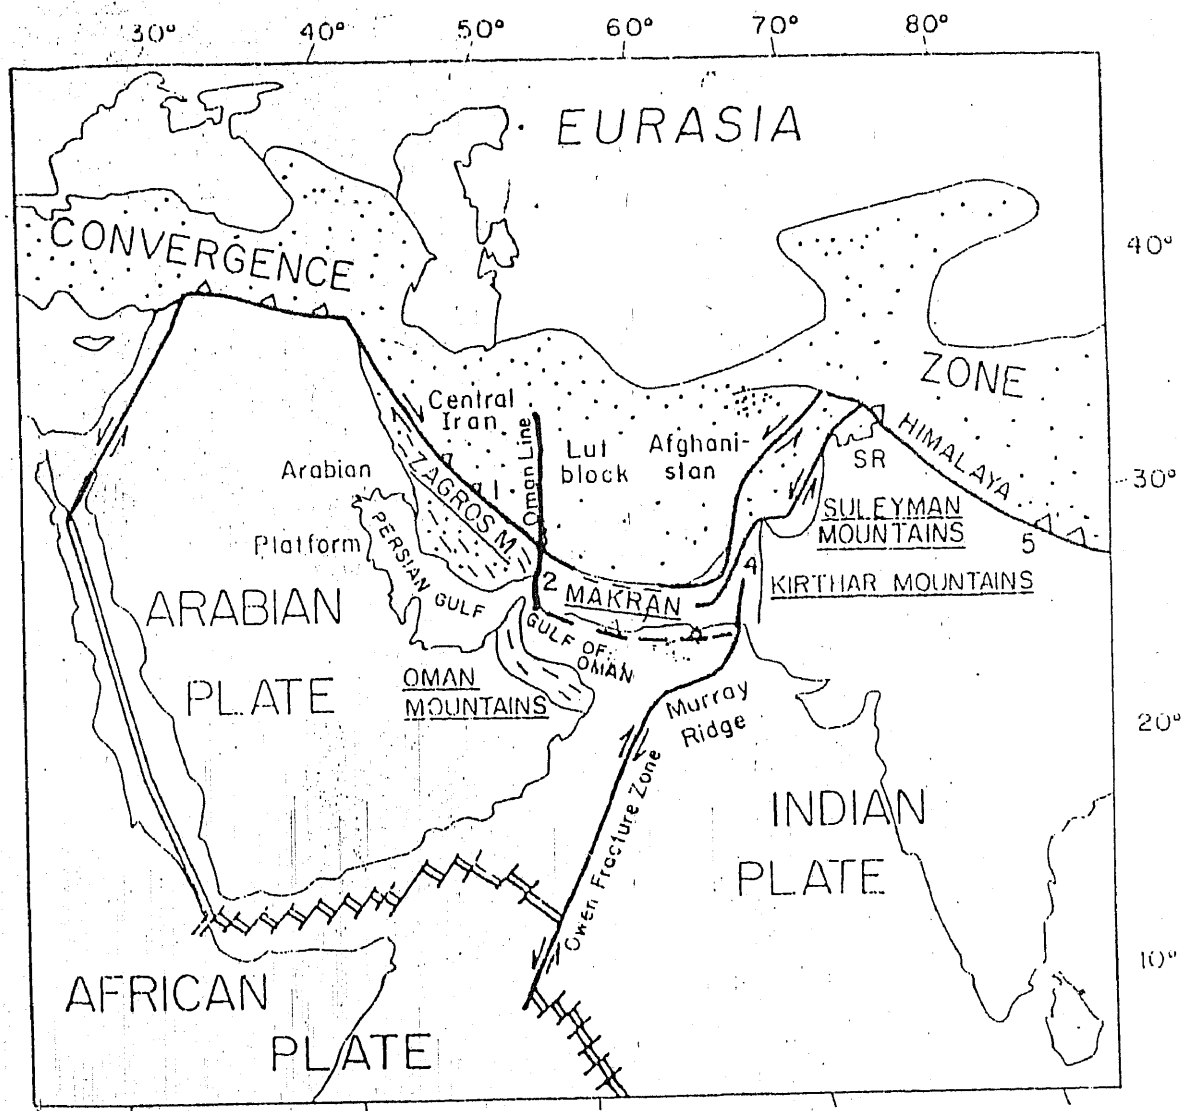 30° 40° 50° 60° 70° 80°
EURASIA
CONVERGENCE
40°
ZONE
Central
Iran
Oman Line
Lut
block
Afghani-
stan
HIMALAYA
SR
Arabian
Platform
ZAGROS M.
1
30°
SULEYMAN
MOUNTAINS
5
PERSIAN GULF
2
MAKRAN
4
KIRTHAR MOUNTAINS
ARABIAN
PLATE
GULF OF
OMAN
OMAN
MOUNTAINS
Murray
Ridge
20°
Owen Fracture Zone
INDIAN
PLATE
10°
AFRICAN
PLATE